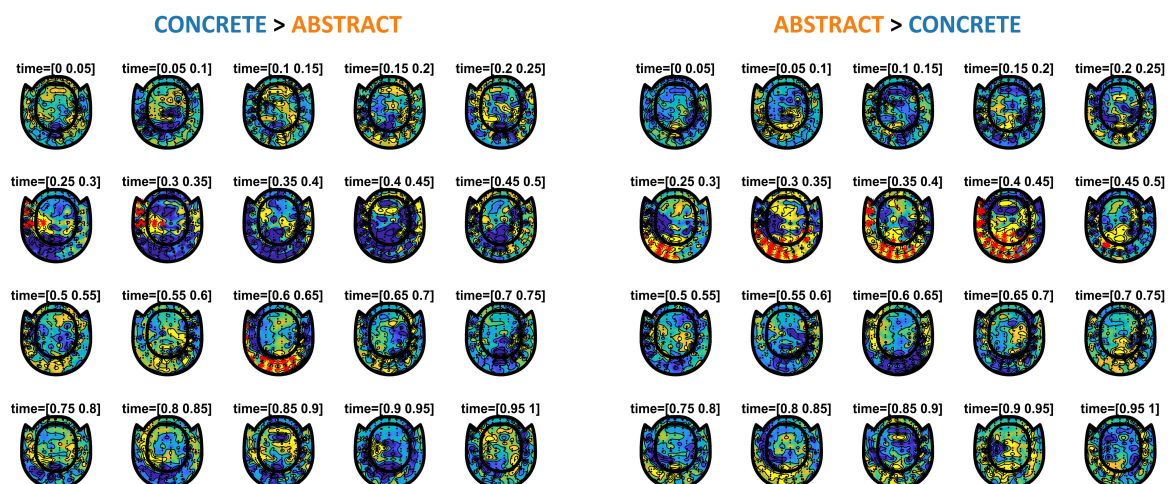 CONCRETE > ABSTRACT
time=[0 0.05] time=[0.05 0.1] time=[0.1 0.15] time=[0.15 0.2] time=[0.2 0.25]
time=[0.25 0.3] time=[0.3 0.35] time=[0.35 0.4] time=[0.4 0.45] time=[0.45 0.5]
time=[0.5 0.55] time=[0.55 0.6] time=[0.6 0.65] time=[0.65 0.7] time=[0.7 0.75]
time=[0.75 0.8] time=[0.8 0.85] time=[0.85 0.9] time=[0.9 0.95] time=[0.95 1]
ABSTRACT > CONCRETE
time=[0 0.05] time=[0.05 0.1] time=[0.1 0.15] time=[0.15 0.2] time=[0.2 0.25]
time=[0.25 0.3] time=[0.3 0.35] time=[0.35 0.4] time=[0.4 0.45] time=[0.45 0.5]
time=[0.5 0.55] time=[0.55 0.6] time=[0.6 0.65] time=[0.65 0.7] time=[0.7 0.75]
time=[0.75 0.8] time=[0.8 0.85] time=[0.85 0.9] time=[0.9 0.95] time=[0.95 1]